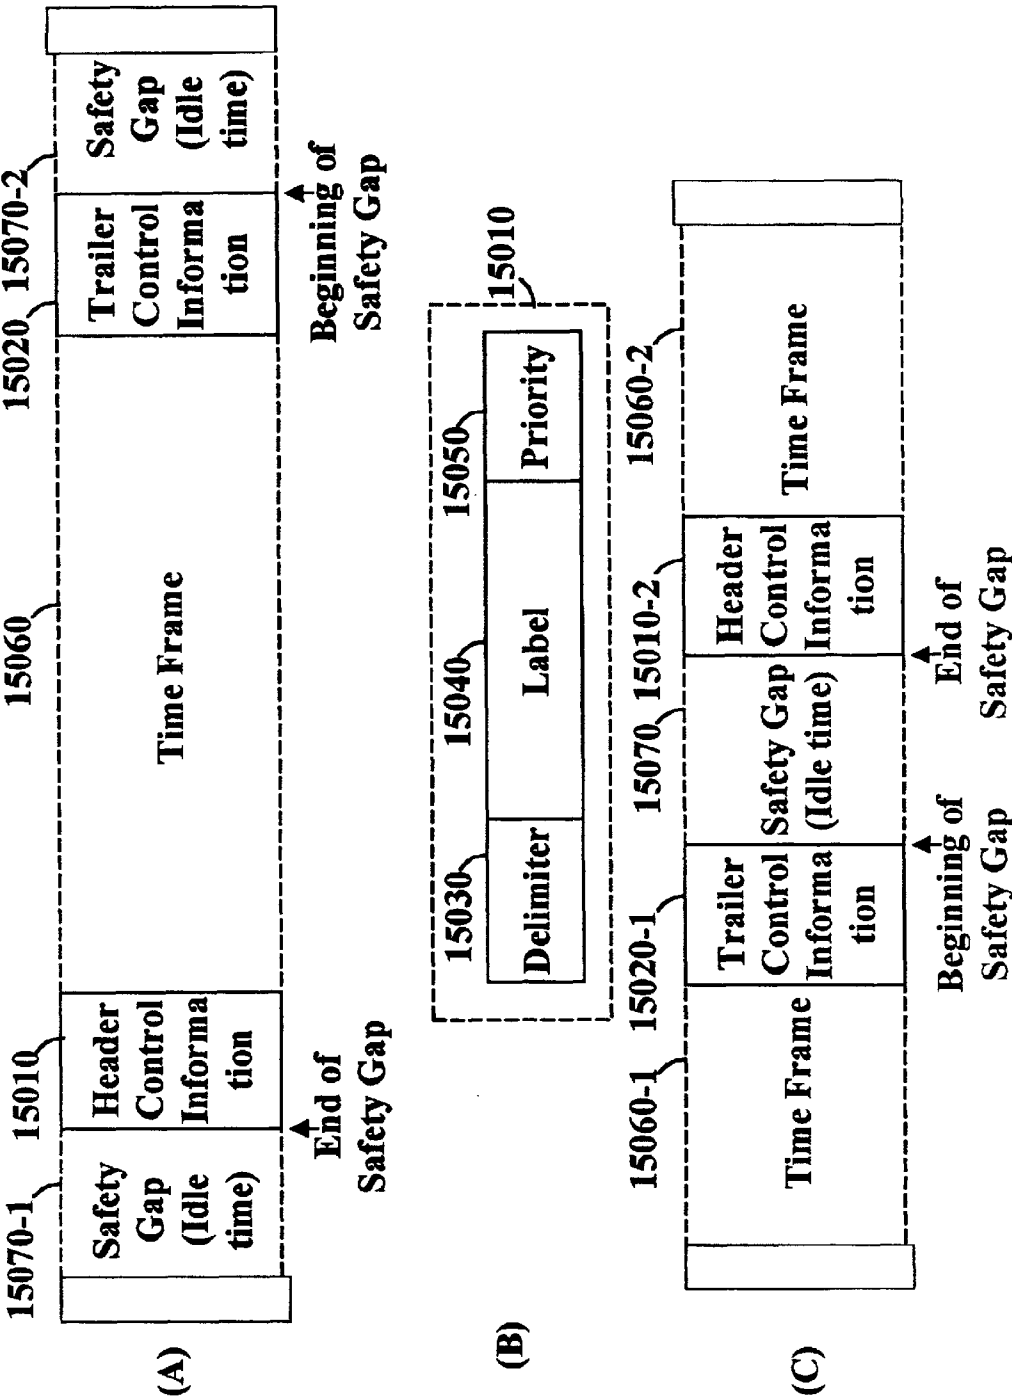 (A)
15070-1
15010
15060
15020
15070-2
Safety
Gap
(Idle
time)
Header
Control
Informa
tion
Time Frame
Trailer
Control
Informa
tion
Safety
Gap
(Idle
time)
End of
Safety Gap
Beginning of
Safety Gap
(B)
15030
15040
15050
15010
Delimiter
Label
Priority
(C)
15060-1
15020-1
15070
15010-2
15060-2
Time Frame
Trailer
Control
Informa
tion
Safety Gap
(Idle time)
Header
Control
Informa
tion
Time Frame
Beginning of
Safety Gap
End of
Safety Gap